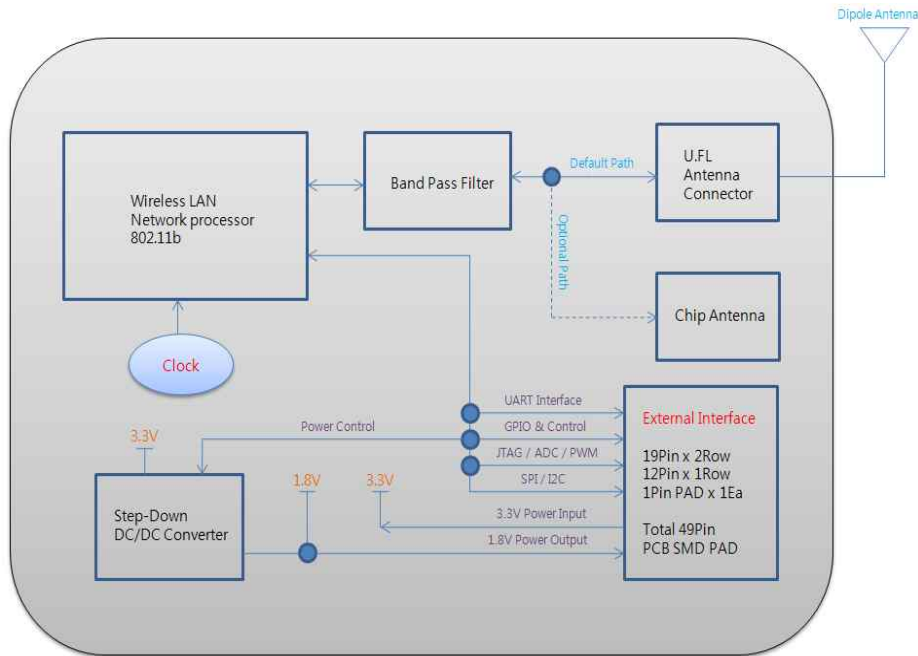 Dipole Antenna
Wireless LAN
Network processor
802.11b
Band Pass Filter
Default Path
U.FL
Antenna
Connector
Optional Path
Chip Antenna
Clock
UART Interface
GPIO & Control
JTAG / ADC / PWM
SPI / I2C
3.3V Power Input
1.8V Power Output
Power Control
3.3V
1.8V
3.3V
Step-Down
DC/DC Converter
External Interface
19Pin x 2Row
12Pin x 1Row
1Pin PAD x 1Ea
Total 49Pin
PCB SMD PAD